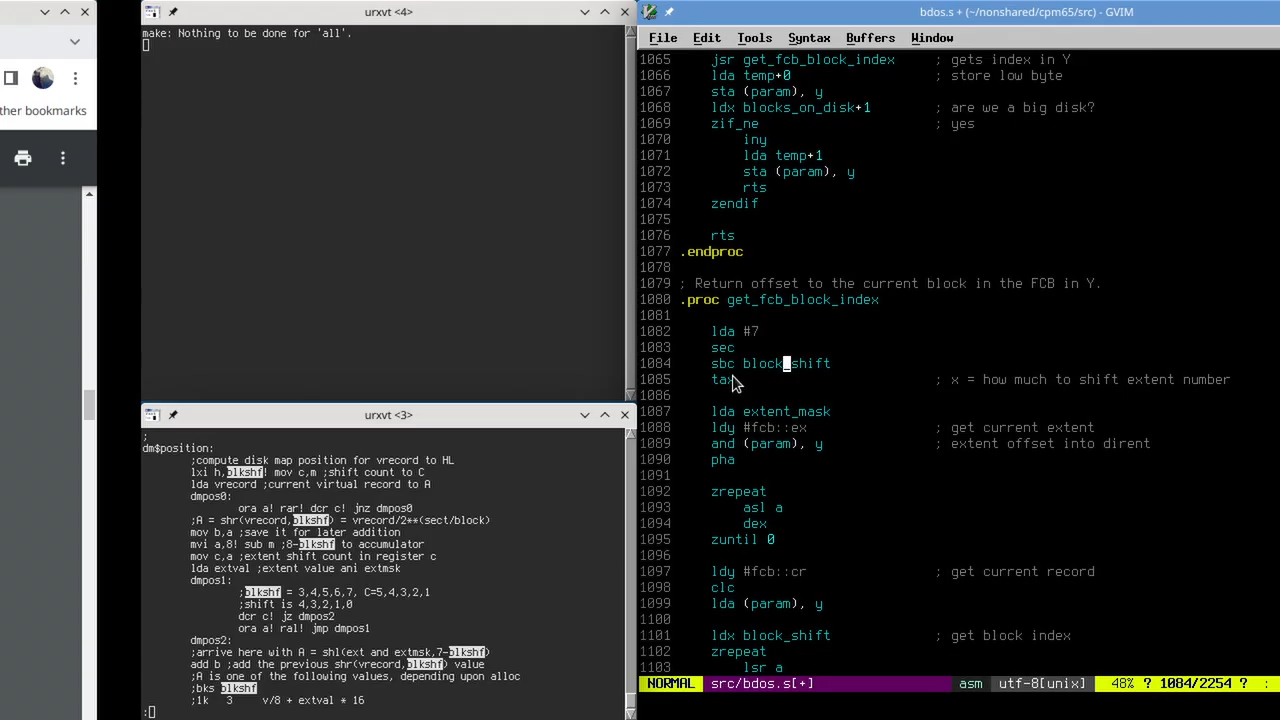 urxvt <4>
bdos.s + (~/nonshared/cpm65/src) - GVIM
make: Nothing to be done for 'all'.
File Edit Tools Syntax Buffers Window
ther bookmarks
1065 jsr get_fcb_block_index ; gets index in Y
1066 lda temp+0 ; store low byte
1067 sta (param), y
1068 ldx blocks_on_disk+1 ; are we a big disk?
1069 zif_ne ; yes
1070 iny
1071 lda temp+1
1072 sta (param), y
1073 rts
1074 zendif
1075
1076 rts
1077 .endproc
1078
1079 ; Return offset to the current block in the FCB in Y.
1080 .proc get_fcb_block_index
1081
1082 lda #7
1083 sec
1084 sbc block_shift
1085 tax ; x = how much to shift extent number
1086
1087 lda extent_mask
1088 ldy #fcb::ex ; get current extent
1089 and (param), y ; extent offset into dirent
1090 pha
1091
1092 zrepeat
1093 asl a
1094 dex
1095 zuntil 0
1096
1097 ldy #fcb::cr ; get current record
1098 clc
1099 lda (param), y
1100
1101 ldx block_shift ; get block index
1102 zrepeat
1103 lsr a
NORMAL src/bdos.s[+] asm utf-8[unix] 48% ? 1084/2254 ? :
urxvt <3>
;
dm$position:
;compute disk map position for vrecord to HL
lxi h,blkshf! mov c,m ;shift count to C
lda vrecord ;current virtual record to A
dmpos0:
ora a! rar! dcr c! jnz dmpos0
;A = shr(vrecord,blkshf) = vrecord/2**(sect/block)
mov b,a ;save it for later addition
mvi a,8! sub m ;8-blkshf to accumulator
mov c,a ;extent shift count in register c
lda extval ;extent value ani extmsk
dmpos1:
;blkshf = 3,4,5,6,7, C=5,4,3,2,1
;shift is 4,3,2,1,0
dcr c! jz dmpos2
ora a! ral! jmp dmpos1
dmpos2:
;arrive here with A = shl(ext and extmsk,7-blkshf)
add b ;add the previous shr(vrecord,blkshf) value
;A is one of the following values, depending upon alloc
;bks blkshf
;1k 3 v/8 + extval * 16
: